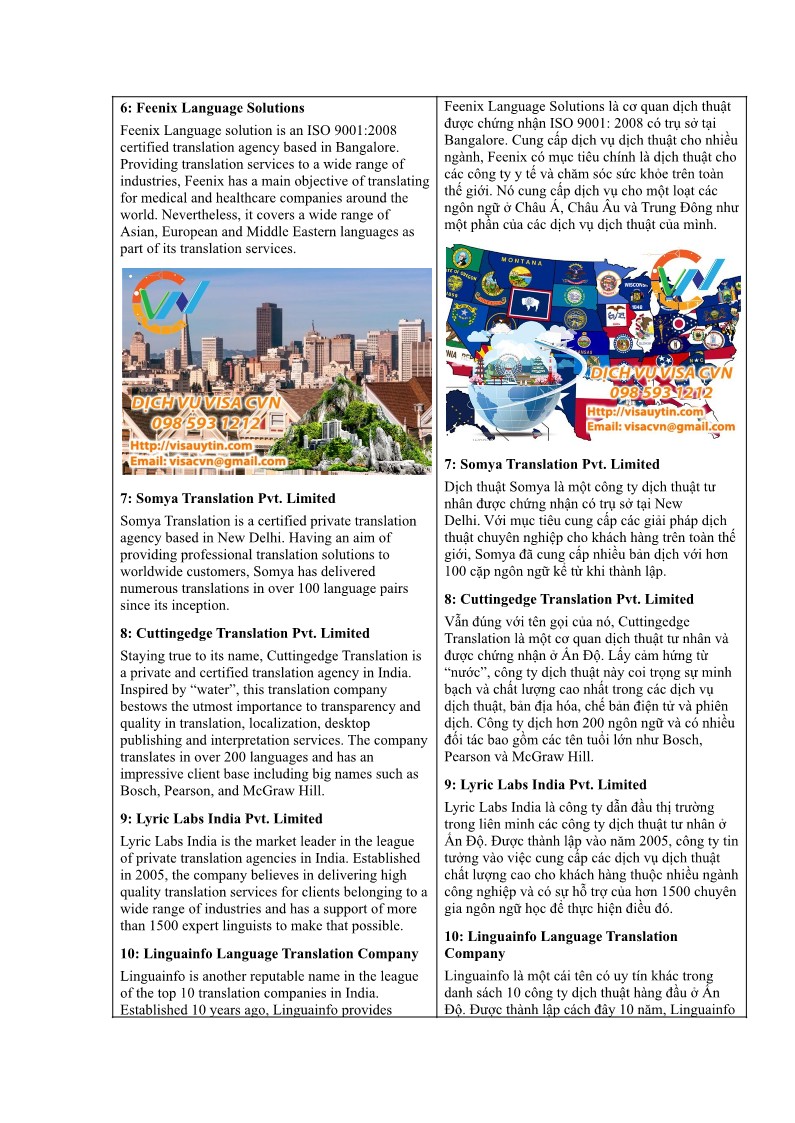 6: Feenix Language Solutions
Feenix Language solution is an ISO 9001:2008
certified translation agency based in Bangalore.
Providing translation services to a wide range of
industries, Feenix has a main objective of translating
for medical and healthcare companies around the
world. Nevertheless, it covers a wide range of
Asian, European and Middle Eastern languages as
part of its translation services.
CVN
DỊCH VỤ VISA CVN
098 593 1212
Http://visauytin.com
Email: visacvn@gmail.com
7: Somya Translation Pvt. Limited
Somya Translation is a certified private translation
agency based in New Delhi. Having an aim of
providing professional translation solutions to
worldwide customers, Somya has delivered
numerous translations in over 100 language pairs
since its inception.
8: Cuttingedge Translation Pvt. Limited
Staying true to its name, Cuttingedge Translation is
a private and certified translation agency in India.
Inspired by “water”, this translation company
bestows the utmost importance to transparency and
quality in translation, localization, desktop
publishing and interpretation services. The company
translates in over 200 languages and has an
impressive client base including big names such as
Bosch, Pearson, and McGraw Hill.
9: Lyric Labs India Pvt. Limited
Lyric Labs India is the market leader in the league
of private translation agencies in India. Established
in 2005, the company believes in delivering high
quality translation services for clients belonging to a
wide range of industries and has a support of more
than 1500 expert linguists to make that possible.
10: Linguainfo Language Translation Company
Linguainfo is another reputable name in the league
of the top 10 translation companies in India.
Established 10 years ago, Linguainfo provides
Feenix Language Solutions là cơ quan dịch thuật
được chứng nhận ISO 9001: 2008 có trụ sở tại
Bangalore. Cung cấp dịch vụ dịch thuật cho nhiều
ngành, Feenix có mục tiêu chính là dịch thuật cho
các công ty y tế và chăm sóc sức khỏe trên toàn
thế giới. Nó cung cấp dịch vụ cho một loạt các
ngôn ngữ ở Châu Á, Châu Âu và Trung Đông như
một phần của các dịch vụ dịch thuật của mình.
CVN
MONTANA
WISCONSIN
1848
DỊCH VỤ VISA CVN
098 593 1212
Http://visauytin.com
Email: visacvn@gmail.com
7: Somya Translation Pvt. Limited
Dịch thuật Somya là một công ty dịch thuật tư
nhân được chứng nhận có trụ sở tại New
Delhi. Với mục tiêu cung cấp các giải pháp dịch
thuật chuyên nghiệp cho khách hàng trên toàn thế
giới, Somya đã cung cấp nhiều bản dịch với hơn
100 cặp ngôn ngữ kể từ khi thành lập.
8: Cuttingedge Translation Pvt. Limited
Vẫn đúng với tên gọi của nó, Cuttingedge
Translation là một cơ quan dịch thuật tư nhân và
được chứng nhận ở Ấn Độ. Lấy cảm hứng từ
“nước”, công ty dịch thuật này coi trọng sự minh
bạch và chất lượng cao nhất trong các dịch vụ
dịch thuật, bản địa hóa, chế bản điện tử và phiên
dịch. Công ty dịch hơn 200 ngôn ngữ và có nhiều
đối tác bao gồm các tên tuổi lớn như Bosch,
Pearson và McGraw Hill.
9: Lyric Labs India Pvt. Limited
Lyric Labs India là công ty dẫn đầu thị trường
trong liên minh các công ty dịch thuật tư nhân ở
Ấn Độ. Được thành lập vào năm 2005, công ty tin
tưởng vào việc cung cấp các dịch vụ dịch thuật
chất lượng cao cho khách hàng thuộc nhiều ngành
công nghiệp và có sự hỗ trợ của hơn 1500 chuyên
gia ngôn ngữ học để thực hiện điều đó.
10: Linguainfo Language Translation
Company
Linguainfo là một cái tên có uy tín khác trong
danh sách 10 công ty dịch thuật hàng đầu ở Ấn
Độ. Được thành lập cách đây 10 năm, Linguainfo